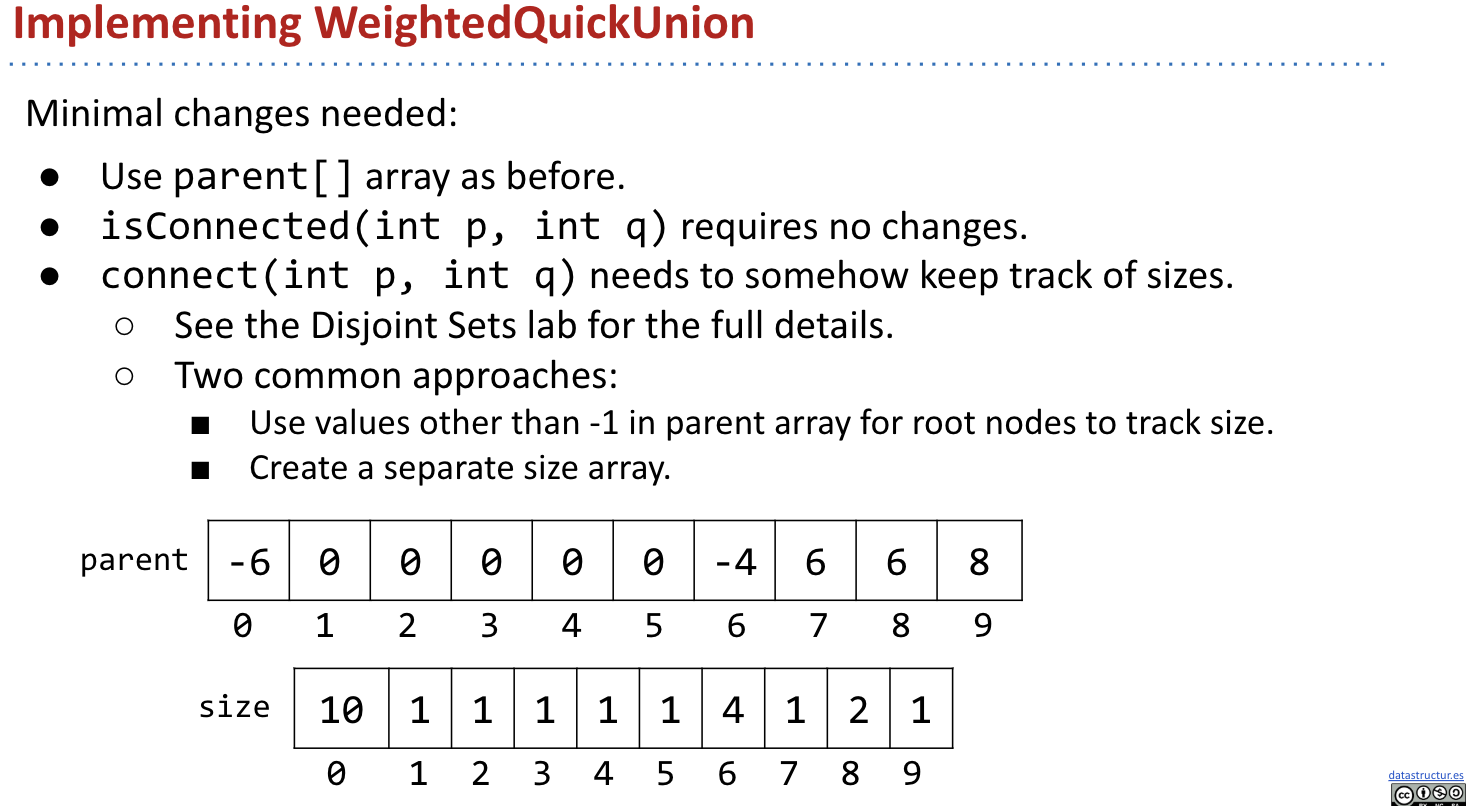 Implementing WeightedQuickUnion
Minimal changes needed:
● Use parent[] array as before.
● isConnected(int p, int q) requires no changes.
● connect(int p, int q) needs to somehow keep track of sizes.
○ See the Disjoint Sets lab for the full details.
○ Two common approaches:
■ Use values other than -1 in parent array for root nodes to track size.
■ Create a separate size array.
parent -6 0 0 0 0 0 -4 6 6 8
0 1 2 3 4 5 6 7 8 9
size 10 1 1 1 1 1 4 1 2 1
0 1 2 3 4 5 6 7 8 9
datastructur.es